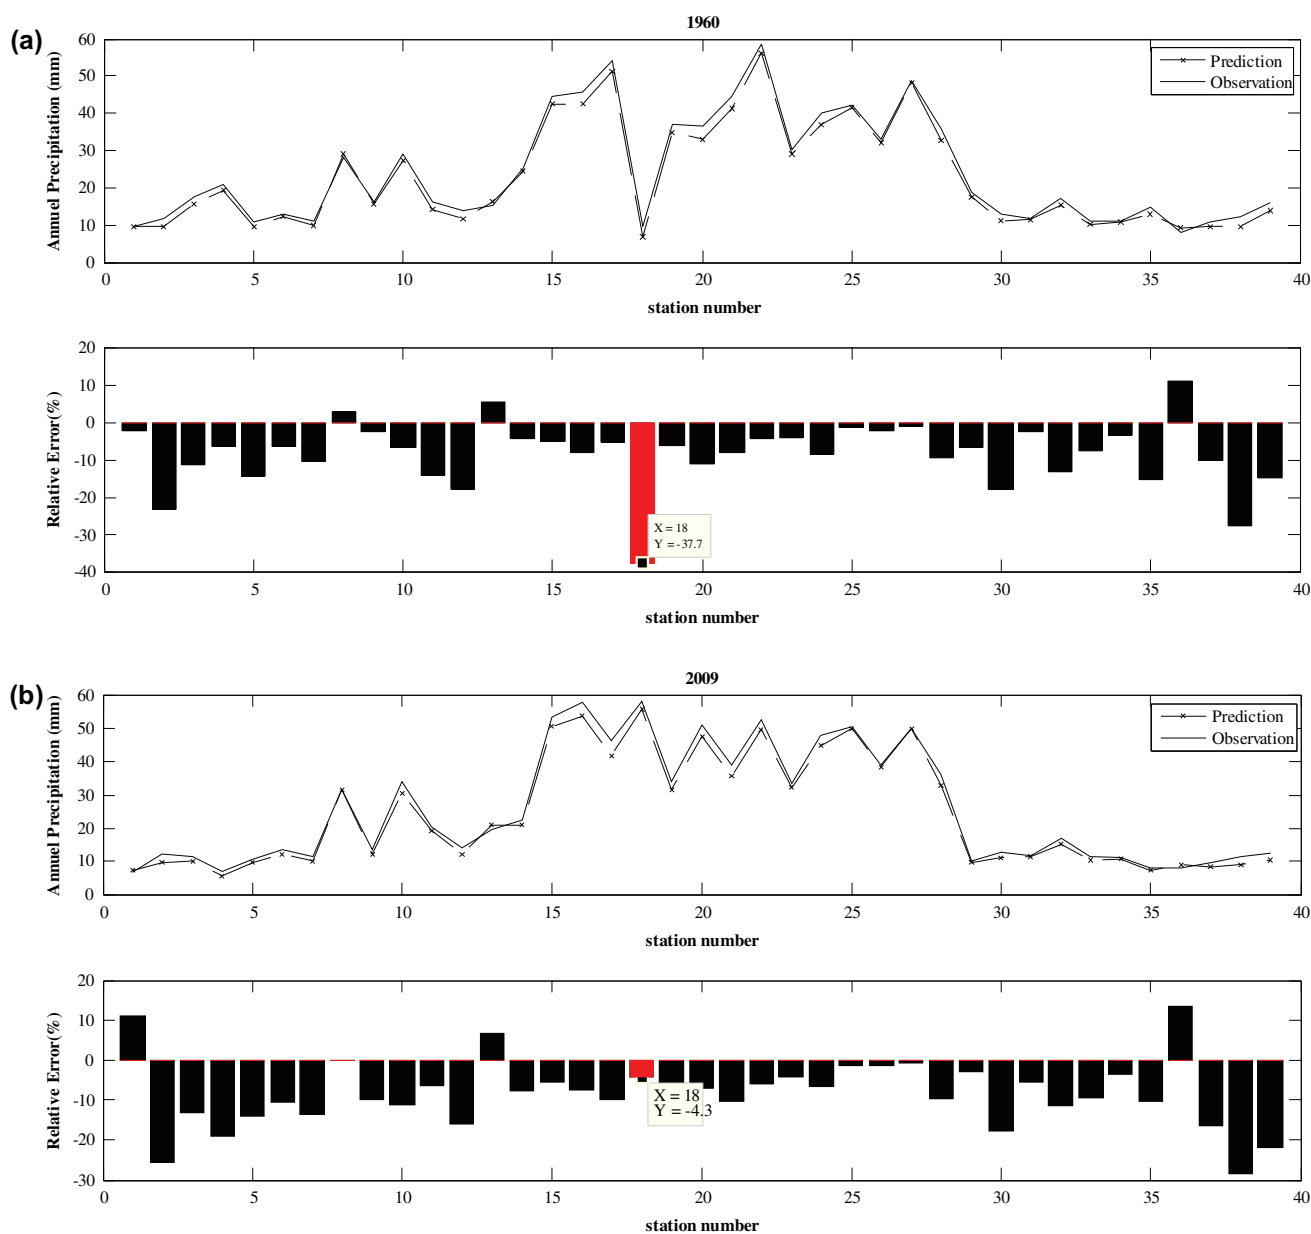 (a)
1960
Annuel Precipitation (mm)
60
50
40
30
20
10
0
Prediction
Observation
0 5 10 15 20 25 30 35 40
station number
Relative Error(%)
20
10
0
-10
-20
-30
-40
X = 18
Y = -37.7
0 5 10 15 20 25 30 35 40
station number
(b)
2009
Annuel Precipitation (mm)
60
50
40
30
20
10
0
Prediction
Observation
0 5 10 15 20 25 30 35 40
station number
Relative Error(%)
20
10
0
-10
-20
-30
X = 18
Y = -4.3
0 5 10 15 20 25 30 35 40
station number